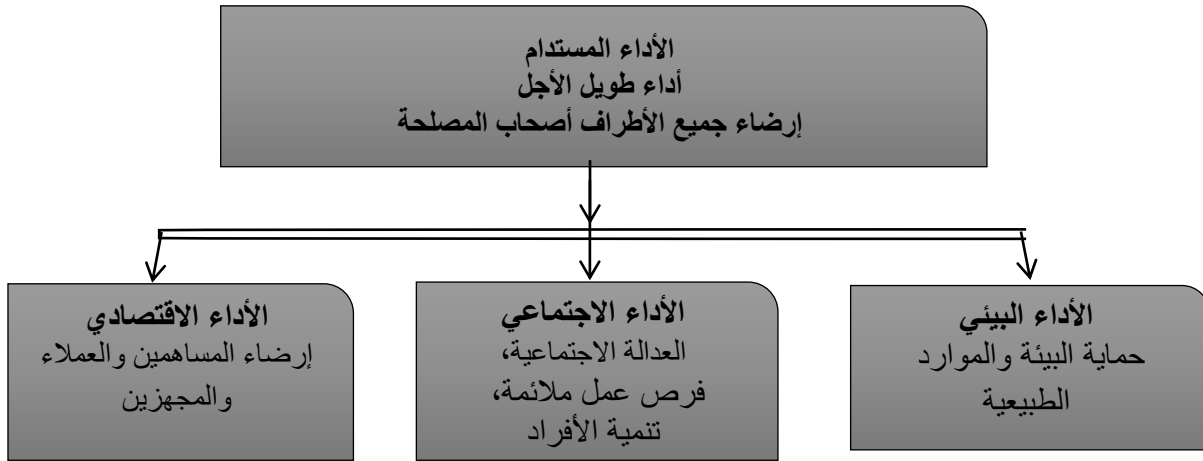 الأداء المستدام
أداء طويل الأجل
إرضاء جميع الأطراف أصحاب المصلحة
الأداء البيئي
حماية البيئة والموارد
الطبيعية
الأداء الاجتماعي
العدالة الاجتماعية،
فرص عمل ملائمة،
تنمية الأفراد
الأداء الاقتصادي
إرضاء المساهمين والعملاء
والمجهزين